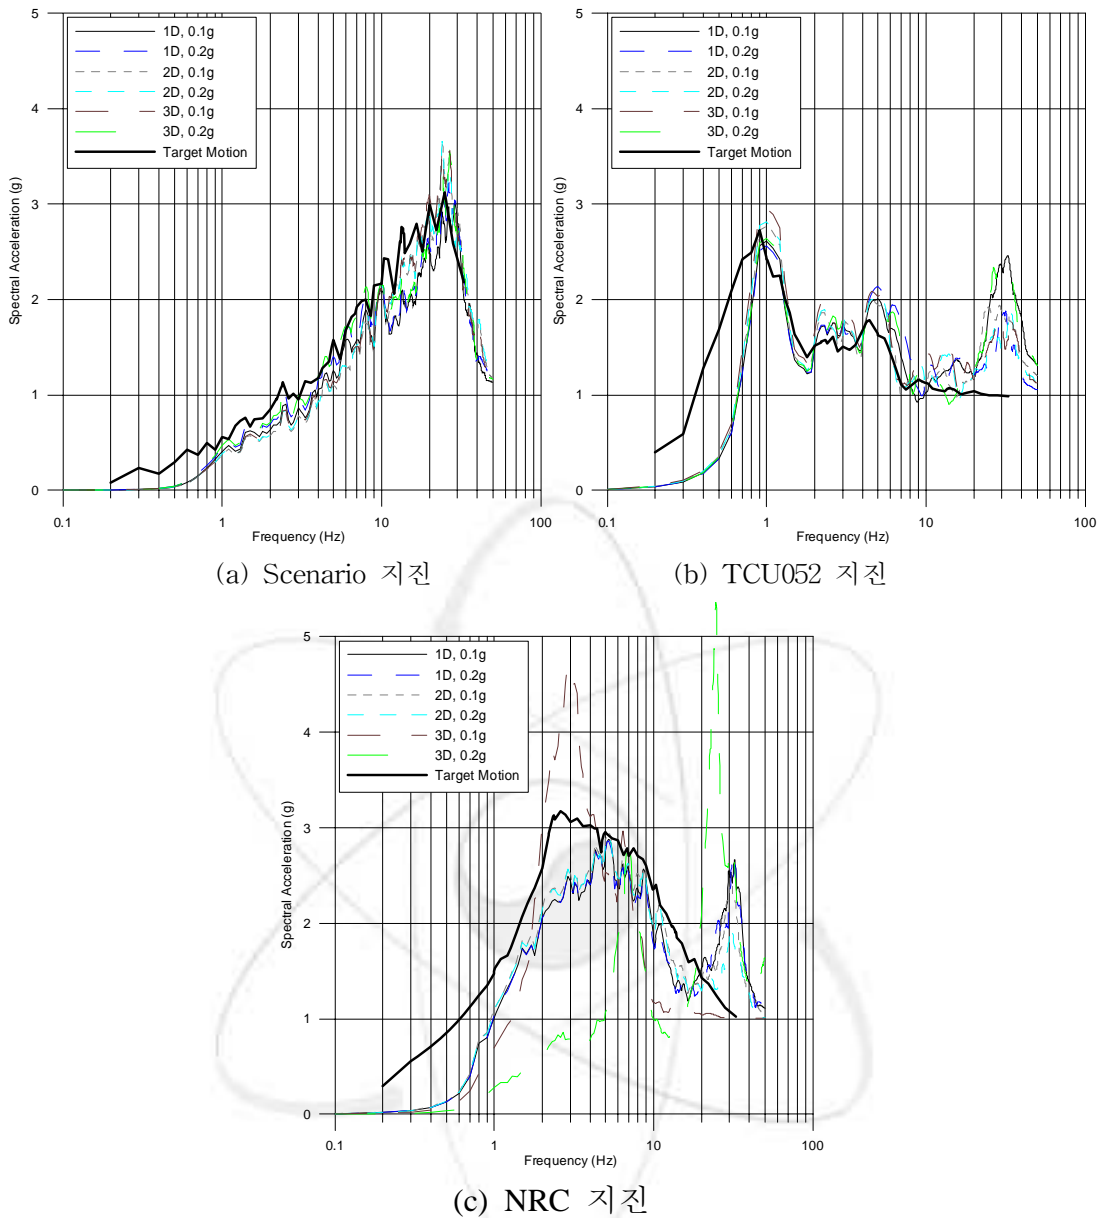 5
4
3
2
1
0
Spectral Acceleration (g)
1D, 0.1g
1D, 0.2g
2D, 0.1g
2D, 0.2g
3D, 0.1g
3D, 0.2g
Target Motion
0.1 1 10 100
Frequency (Hz)
(a) Scenario 지진
5
4
3
2
1
0
Spectral Acceleration (g)
1D, 0.1g
1D, 0.2g
2D, 0.1g
2D, 0.2g
3D, 0.1g
3D, 0.2g
Target Motion
0.1 1 10 100
Frequency (Hz)
(b) TCU052 지진
5
4
3
2
1
0
Spectral Acceleration (g)
1D, 0.1g
1D, 0.2g
2D, 0.1g
2D, 0.2g
3D, 0.1g
3D, 0.2g
Target Motion
0.1 1 10 100
Frequency (Hz)
(c) NRC 지진